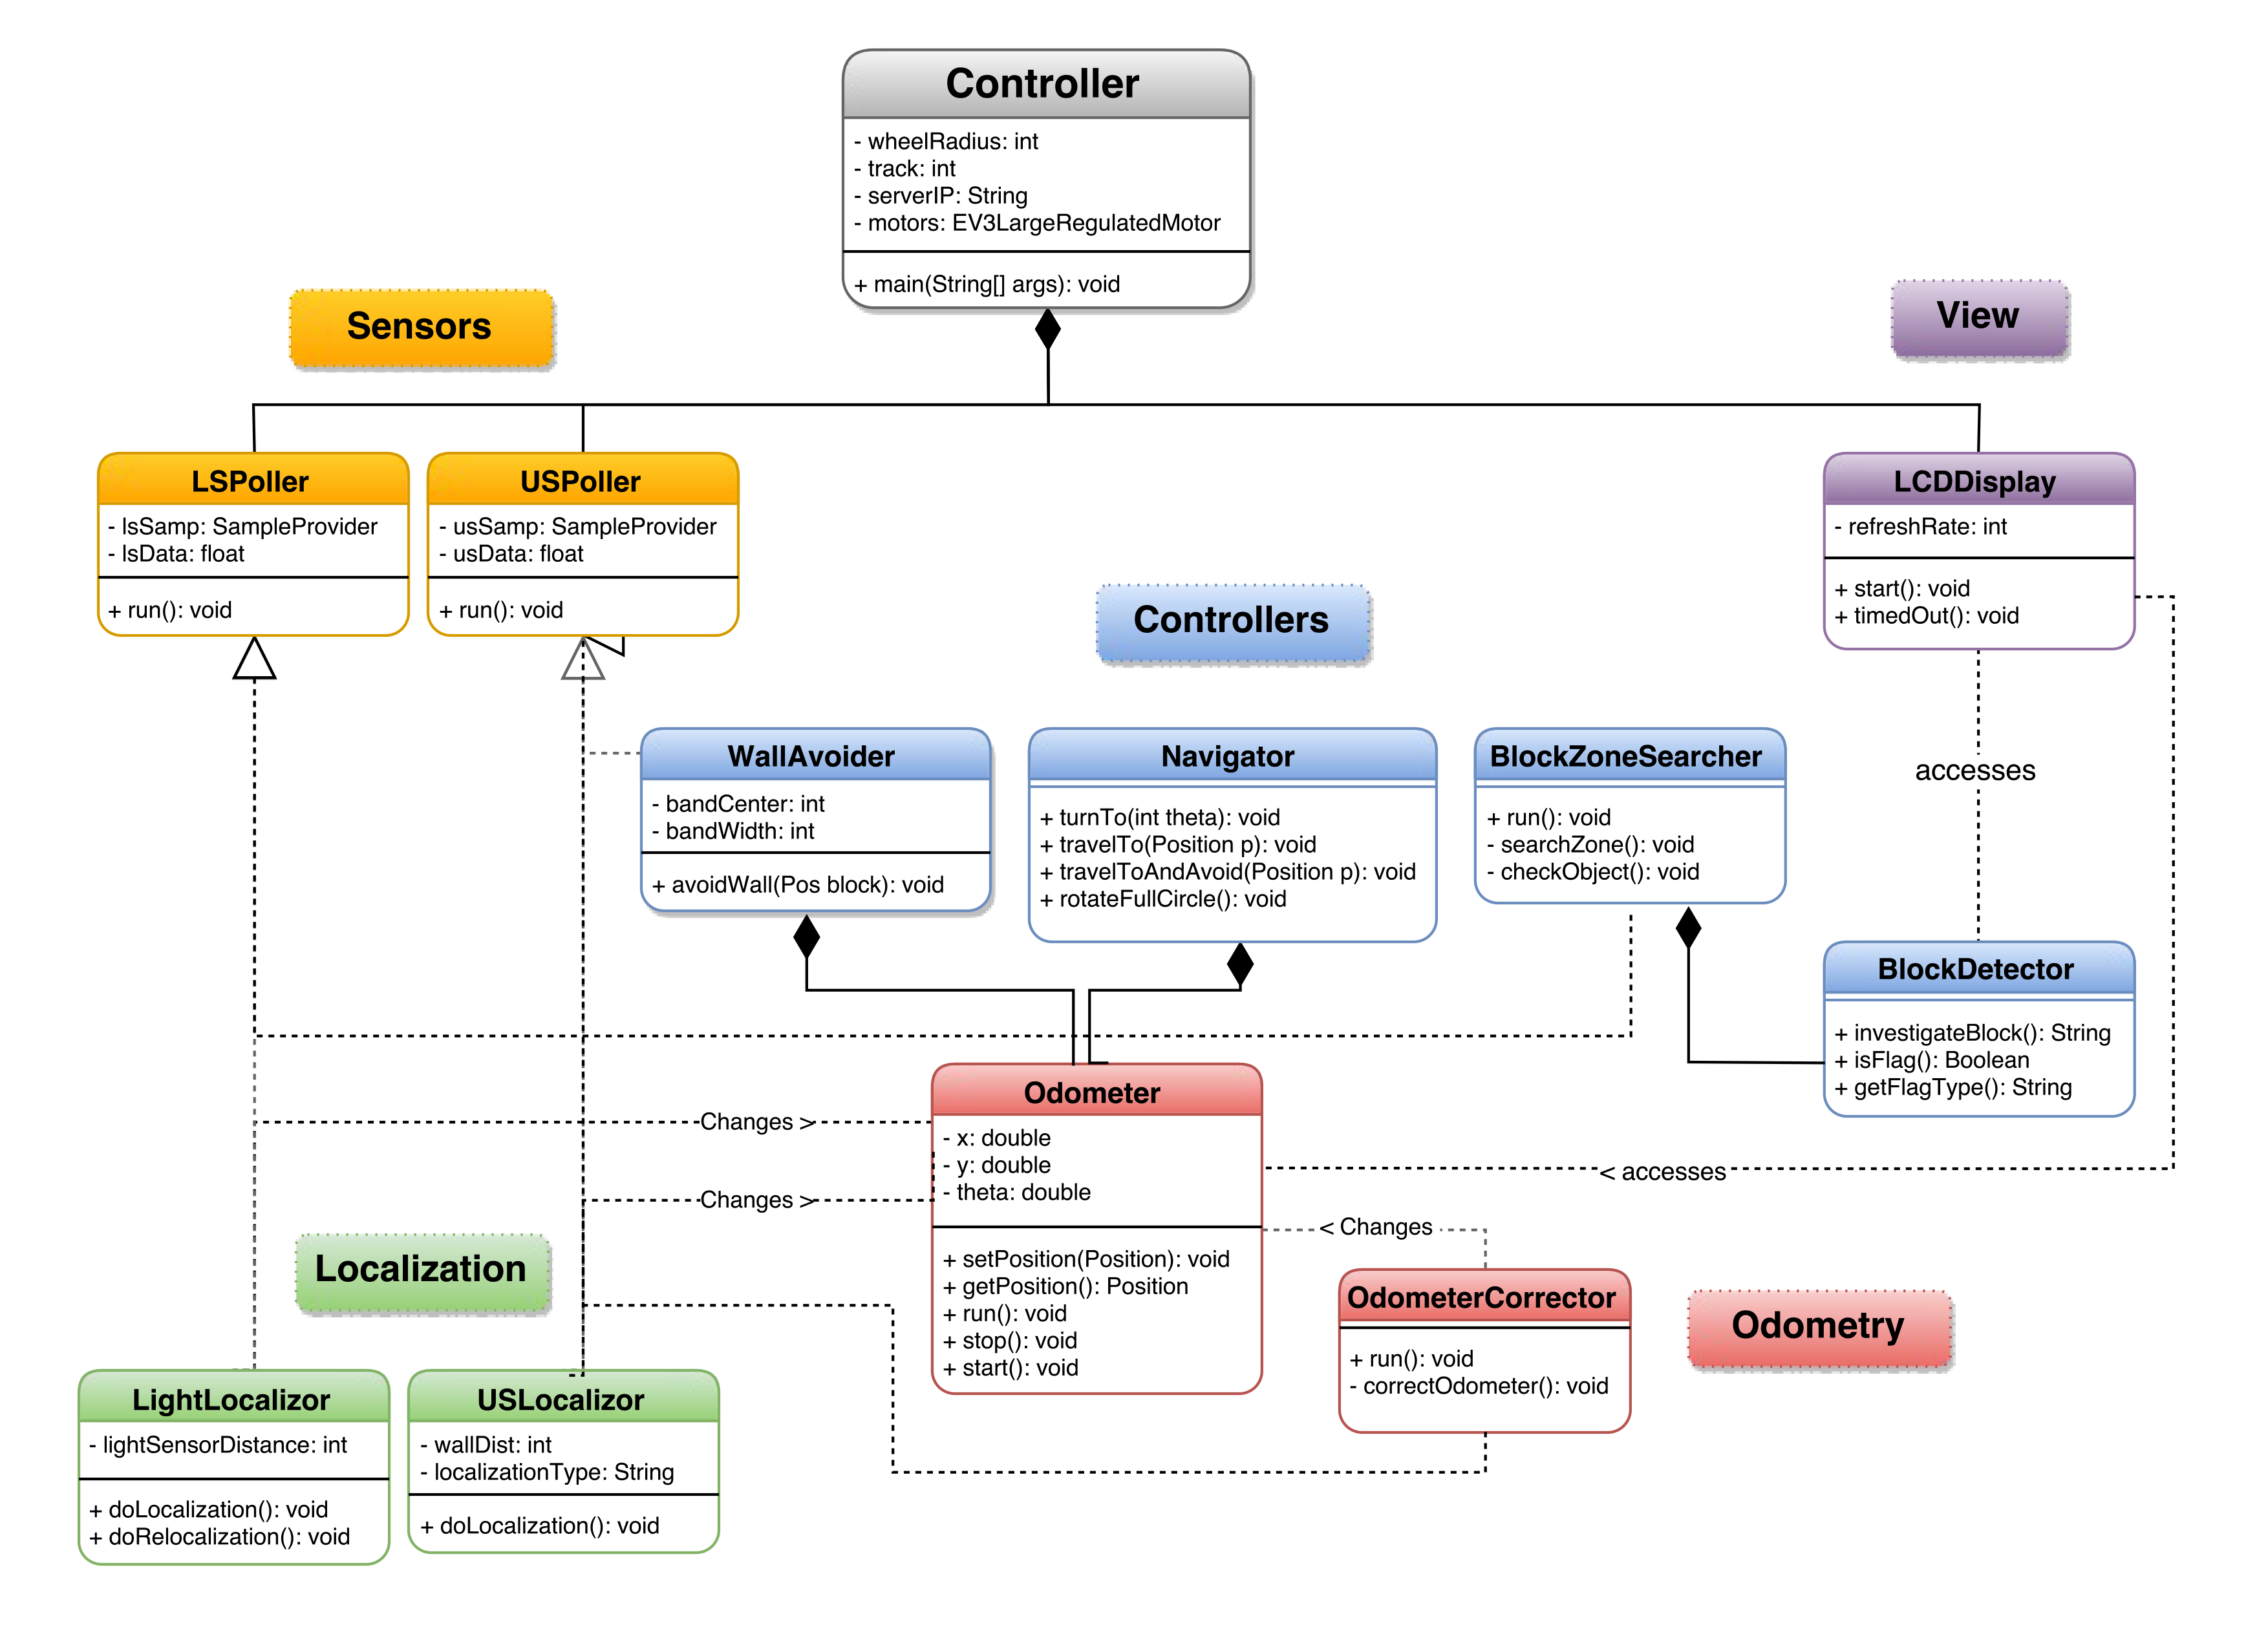 Controller
- wheelRadius: int
- track: int
- serverIP: String
- motors: EV3LargeRegulatedMotor
+ main(String[] args): void
Sensors
View
LSPoller
- lsSamp: SampleProvider
- lsData: float
+ run(): void
USPoller
- usSamp: SampleProvider
- usData: float
+ run(): void
LCDDisplay
- refreshRate: int
+ start(): void
+ timedOut(): void
Controllers
WallAvoider
- bandCenter: int
- bandWidth: int
+ avoidWall(Pos block): void
Navigator
+ turnTo(int theta): void
+ travelTo(Position p): void
+ travelToAndAvoid(Position p): void
+ rotateFullCircle(): void
BlockZoneSearcher
+ run(): void
- searchZone(): void
- checkObject(): void
accesses
BlockDetector
+ investigateBlock(): String
+ isFlag(): Boolean
+ getFlagType(): String
Odometer
- x: double
- y: double
- theta: double
+ setPosition(Position): void
+ getPosition(): Position
+ run(): void
+ stop(): void
+ start(): void
Changes >
Changes >
< accesses
< Changes
Localization
OdometerCorrector
+ run(): void
- correctOdometer(): void
Odometry
LightLocalizor
- lightSensorDistance: int
+ doLocalization(): void
+ doRelocalization(): void
USLocalizor
- wallDist: int
- localizationType: String
+ doLocalization(): void